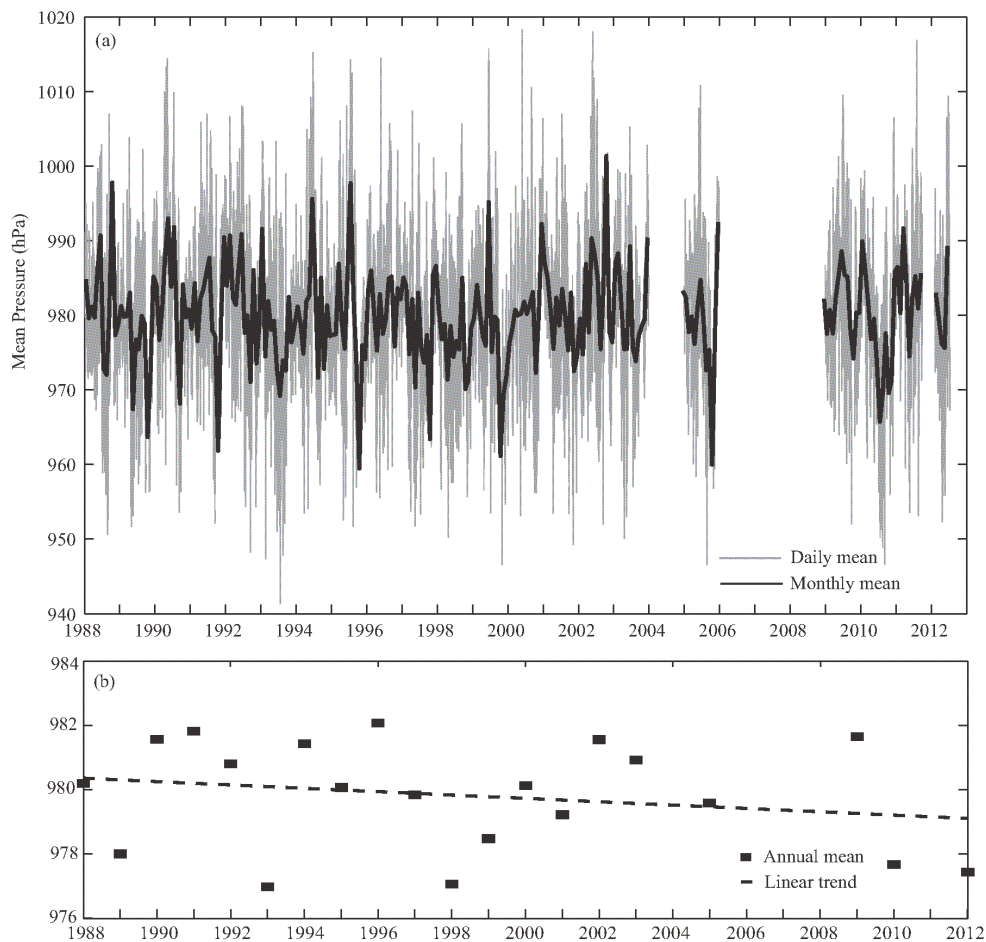 1020
(a)
1010
1000
990
980
970
960
950
940
Mean Pressure (hPa)
Daily mean
Monthly mean
1988 1990 1992 1994 1996 1998 2000 2002 2004 2006 2008 2010 2012
984
(b)
982
980
978
976
Annual mean
Linear trend
1988 1990 1992 1994 1996 1998 2000 2002 2004 2006 2008 2010 2012